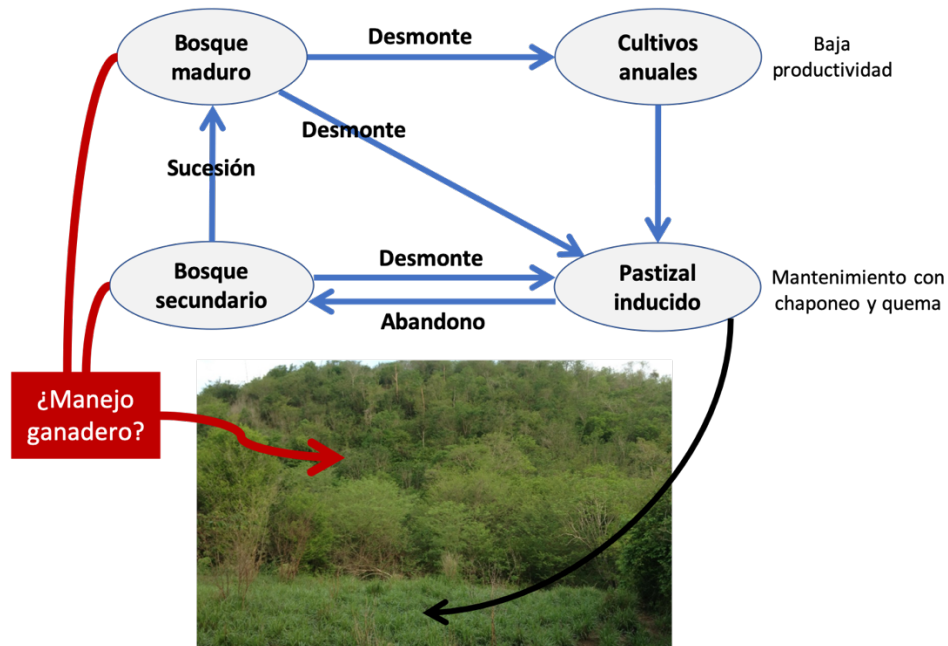 Bosque
maduro
Desmonte
Cultivos
anuales
Baja
productividad
Desmonte
Sucesión
Bosque
secundario
Desmonte
Abandono
Pastizal
inducido
Mantenimiento con
chaponeo y quema
¿Manejo
ganadero?